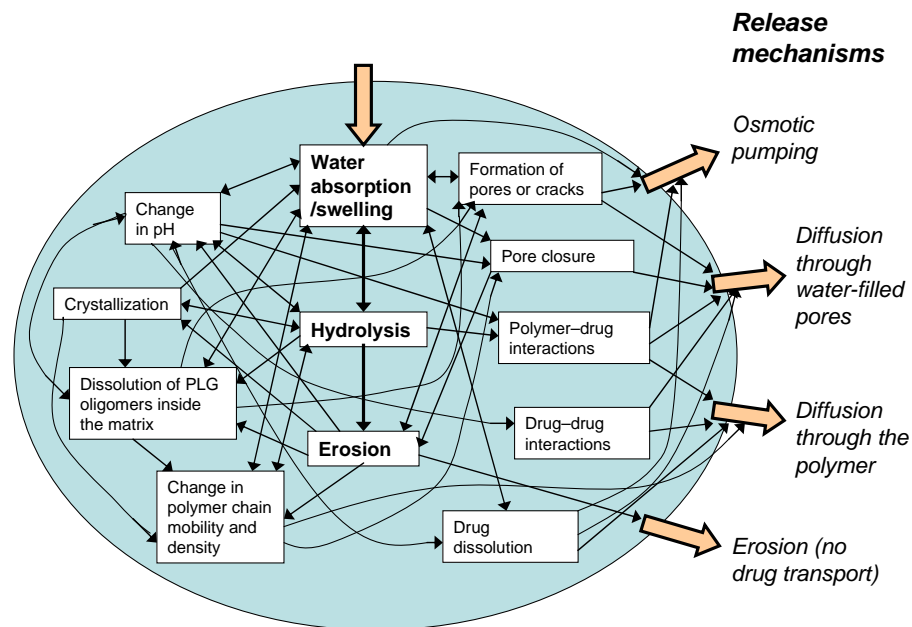 Release
mechanisms
Osmotic
pumping
Water
absorption
/swelling
Formation of
pores or cracks
Change
in pH
Pore closure
Diffusion
through
water-filled
pores
Crystallization
Hydrolysis
Polymer–drug
interactions
Dissolution of PLG
oligomers inside
the matrix
Drug–drug
interactions
Diffusion
through the
polymer
Erosion
Change in
polymer chain
mobility and
density
Drug
dissolution
Erosion (no
drug transport)